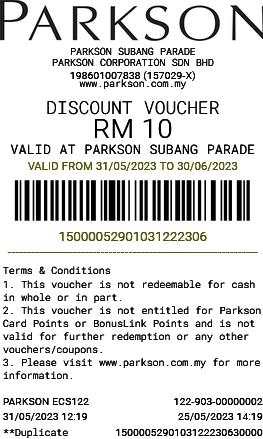 PARKSON
PARKSON SUBANG PARADE
PARKSON CORPORATION SDN BHD
198601007838 (157029-X)
www.parkson.com.my
DISCOUNT VOUCHER
RM 10
VALID AT PARKSON SUBANG PARADE
VALID FROM 31/05/2023 TO 30/06/2023
15000052901031222306
Terms & Conditions
1. This voucher is not redeemable for cash
in whole or in part.
2. This voucher is not entitled for Parkson
Card Points or BonusLink Points and is not
valid for further redemption or any other
vouchers/coupons.
3. Please visit www.parkson.com.my for more
information.
PARKSON ECS122 122-903-00000002
31/05/2023 12:19 25/05/2023 14:19
**Duplicate 1500005290103122230630000